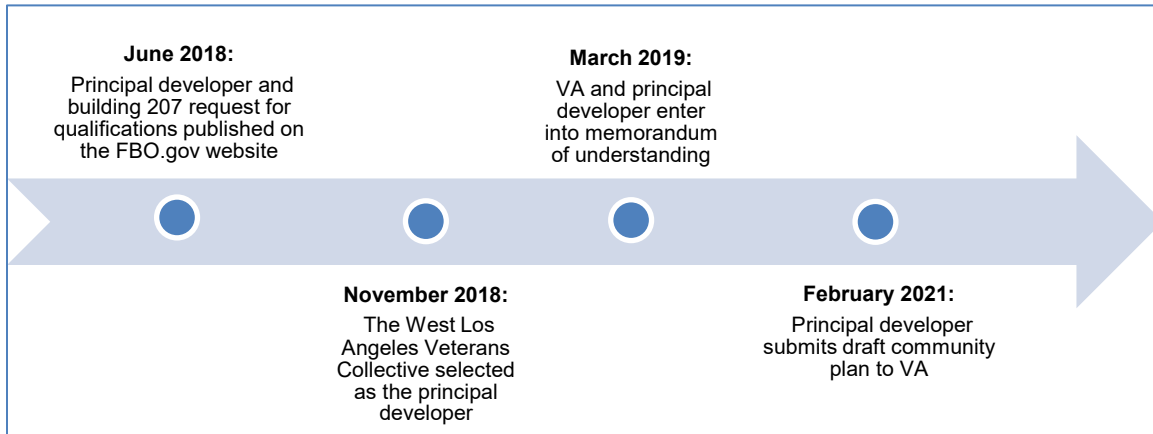 June 2018:
Principal developer and
building 207 request for
qualifications published on
the FBO.gov website
November 2018:
The West Los
Angeles Veterans
Collective selected
as the principal
developer
March 2019:
VA and principal
developer enter
into memorandum
of understanding
February 2021:
Principal developer
submits draft community
plan to VA